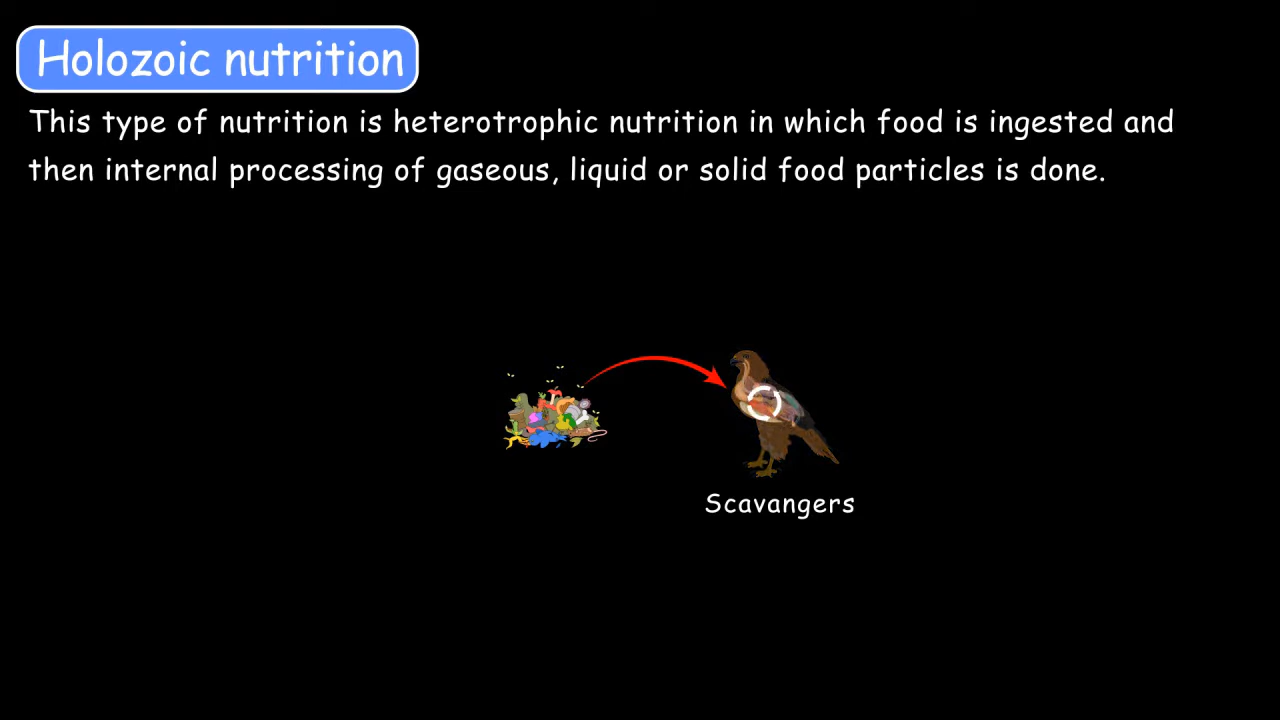 Holozoic nutrition
This type of nutrition is heterotrophic nutrition in which food is ingested and
then internal processing of gaseous, liquid or solid food particles is done.
Scavangers